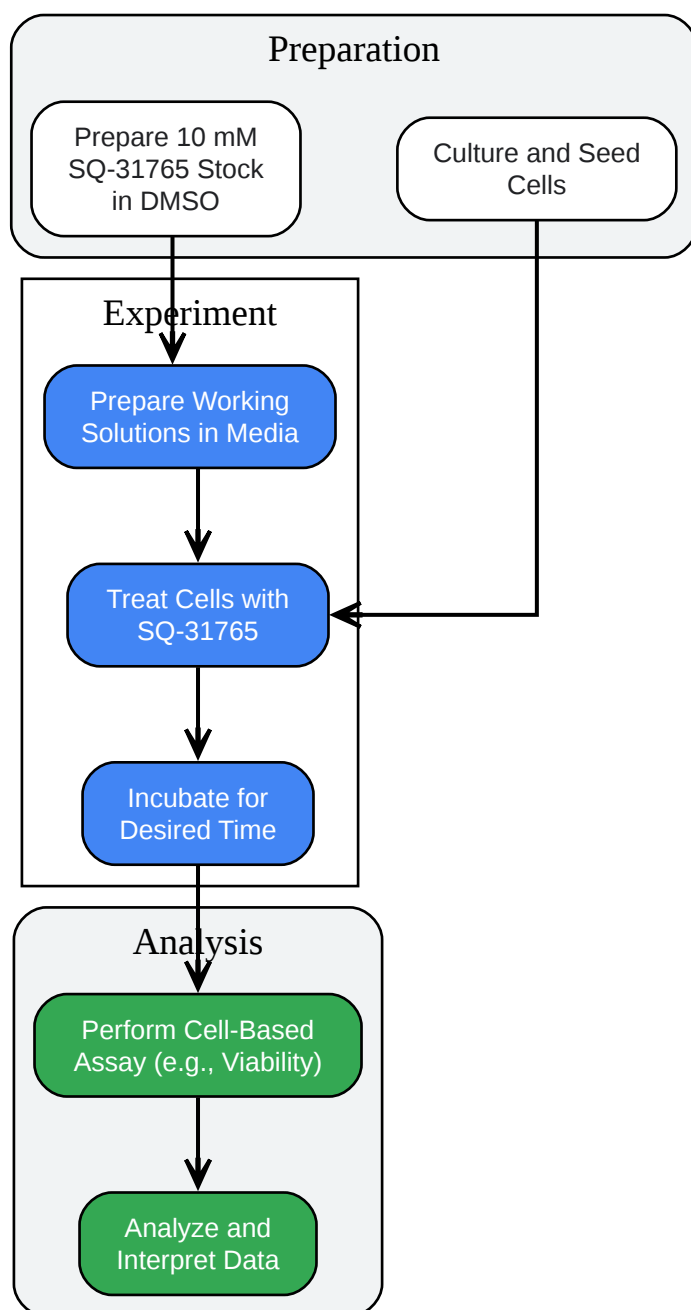 Preparation
Prepare 10 mM
SQ-31765 Stock
in DMSO
Culture and Seed
Cells
Experiment
Prepare Working
Solutions in Media
Treat Cells with
SQ-31765
Incubate for
Desired Time
Analysis
Perform Cell-Based
Assay (e.g., Viability)
Analyze and
Interpret Data